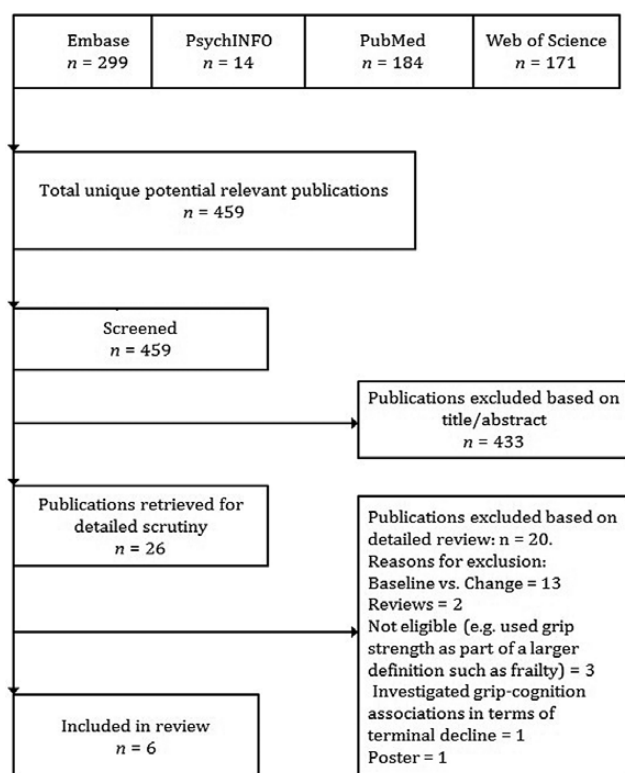 Embase
n = 299
PsychINFO
n = 14
PubMed
n = 184
Web of Science
n = 171
Total unique potential relevant publications
n = 459
Screened
n = 459
Publications excluded based on
title/abstract
n = 433
Publications retrieved for
detailed scrutiny
n = 26
Publications excluded based on
detailed review: n = 20.
Reasons for exclusion:
Baseline vs. Change = 13
Reviews = 2
Not eligible (e.g. used grip
strength as part of a larger
definition such as frailty) = 3
Investigated grip-cognition
associations in terms of
terminal decline = 1
Poster = 1
Included in review
n = 6